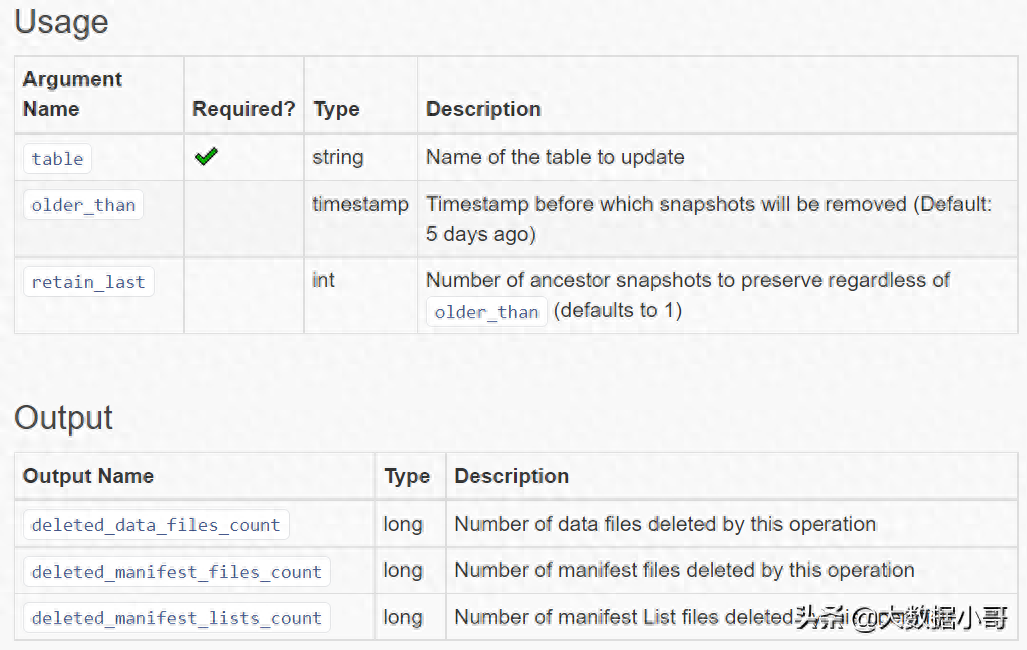 Usage
Argument Name Required? Type Description
table ✔ string Name of the table to update
older_than timestamp Timestamp before which snapshots will be removed (Default:
5 days ago)
retain_last int Number of ancestor snapshots to preserve regardless of
older_than (defaults to 1)
Output
Output Name Type Description
deleted_data_files_count long Number of data files deleted by this operation
deleted_manifest_files_count long Number of manifest files deleted by this operation
deleted_manifest_lists_count long Number of manifest List files deleted
头条 @大数据小哥